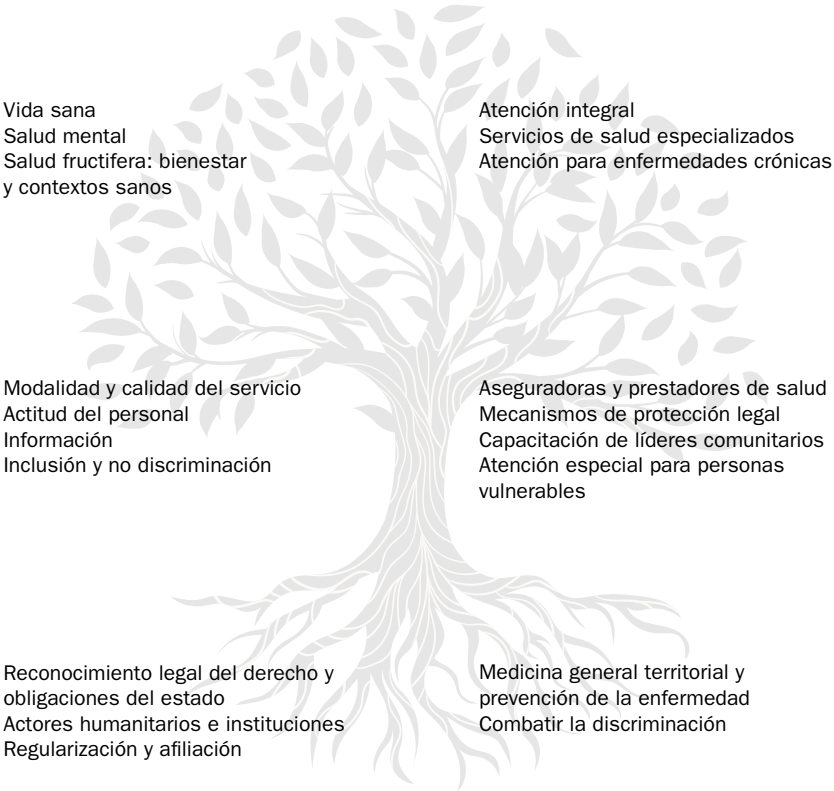 Vida sana
Salud mental
Salud fructifera: bienestar
y contextos sanos
Atención integral
Servicios de salud especializados
Atención para enfermedades crónicas
Modalidad y calidad del servicio
Actitud del personal
Información
Inclusión y no discriminación
Aseguradoras y prestadores de salud
Mecanismos de protección legal
Capacitación de líderes comunitarios
Atención especial para personas
vulnerables
Reconocimiento legal del derecho y
obligaciones del estado
Actores humanitarios e instituciones
Regularización y afiliación
Medicina general territorial y
prevención de la enfermedad
Combatir la discriminación